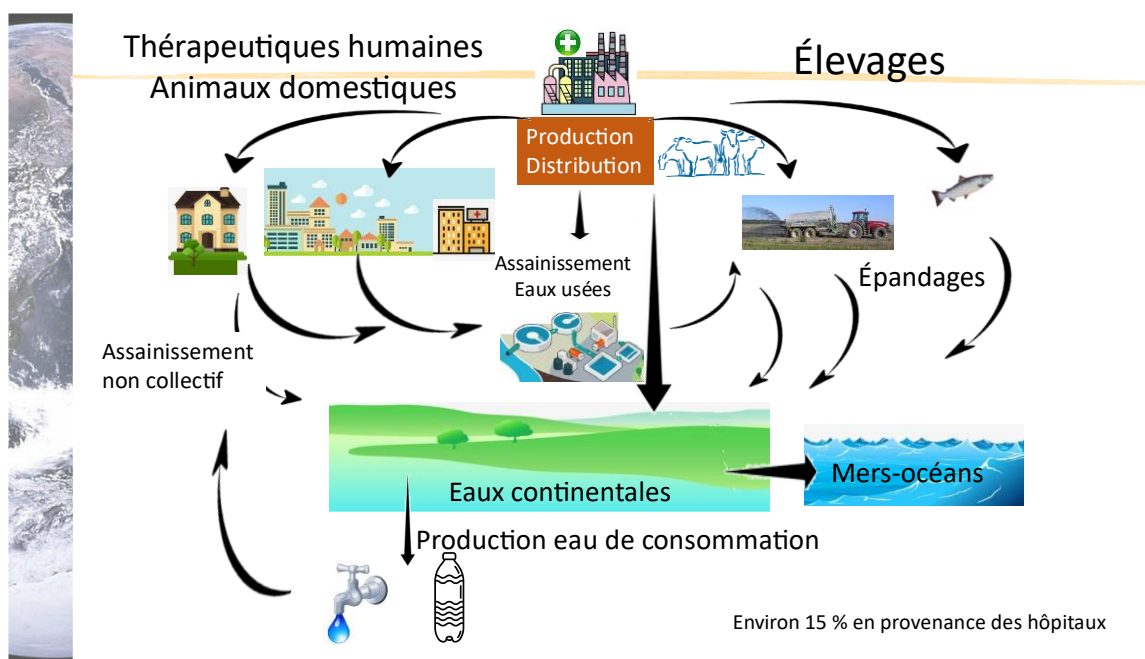 Thérapeutiques humaines
Animaux domestiques
Élevages
Production
Distribution
Assainissement
Eaux usées
Épandages
Assainissement
non collectif
Eaux continentales
Mers-océans
Production eau de consommation
Environ 15 % en provenance des hôpitaux